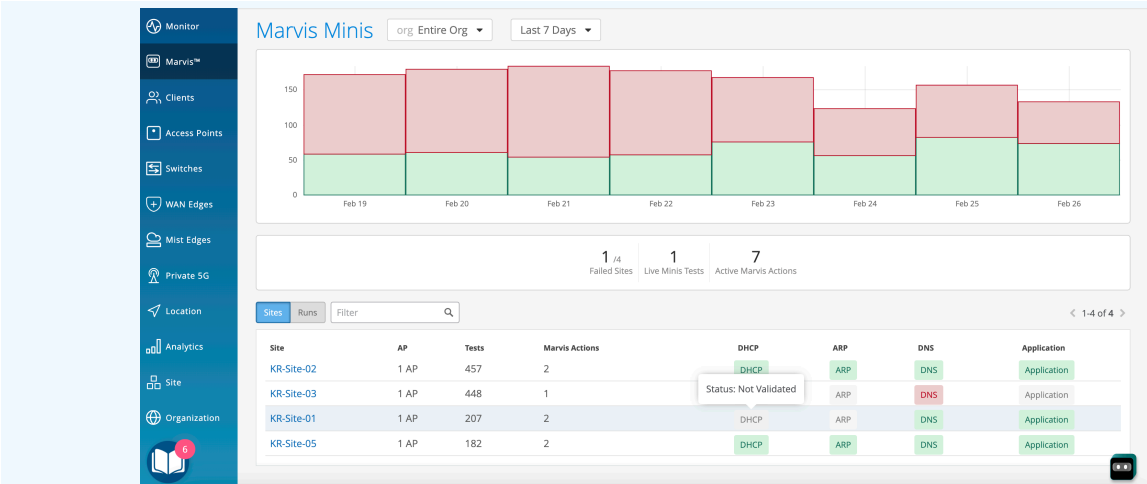 Monitor
Marvis™
Clients
Access Points
Switches
WAN Edges
Mist Edges
Private 5G
Location
Analytics
Site
Organization
6
Marvis Minis org Entire Org Last 7 Days
150
100
50
0
Feb 19 Feb 20 Feb 21 Feb 22 Feb 23 Feb 24 Feb 25 Feb 26
1 /4 1 7
Failed Sites Live Minis Tests Active Marvis Actions
Sites Runs Filter 1-4 of 4
Site AP Tests Marvis Actions DHCP ARP DNS Application
KR-Site-02 1 AP 457 2 DHCP ARP DNS Application
Status: Not Validated
KR-Site-03 1 AP 448 1 ARP DNS Application
KR-Site-01 1 AP 207 2 DHCP ARP DNS Application
KR-Site-05 1 AP 182 2 DHCP ARP DNS Application